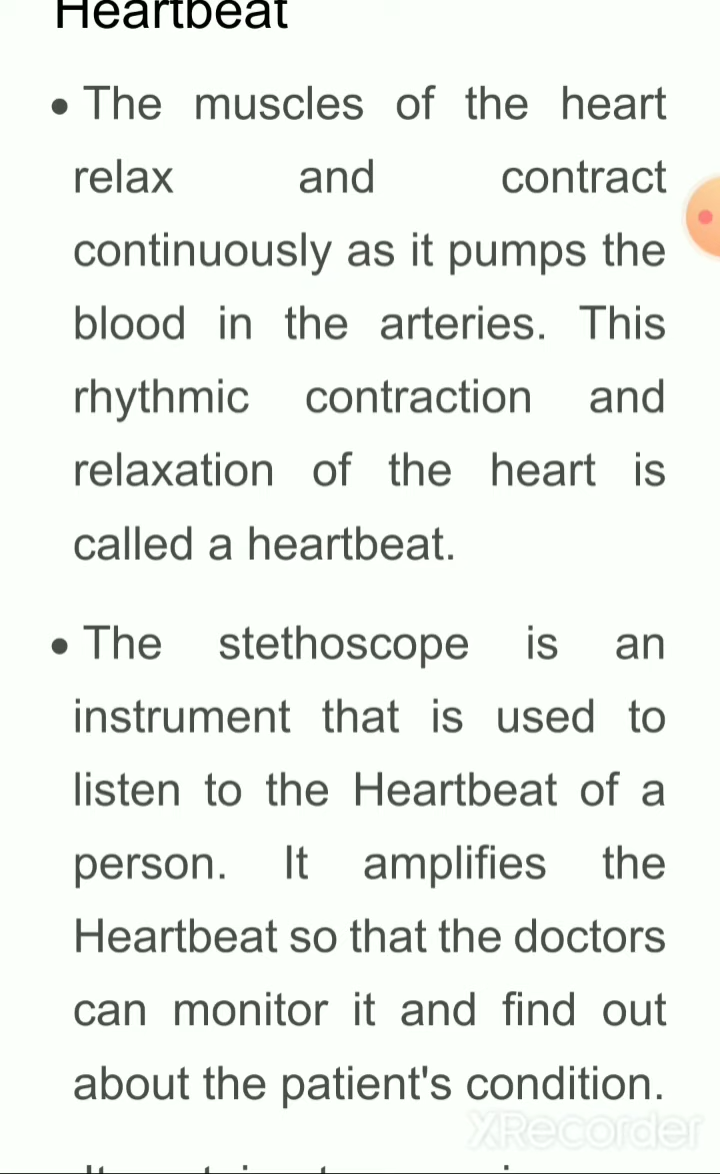 Heartbeat
• The muscles of the heart
relax and contract
continuously as it pumps the
blood in the arteries. This
rhythmic contraction and
relaxation of the heart is
called a heartbeat.
• The stethoscope is an
instrument that is used to
listen to the Heartbeat of a
person. It amplifies the
Heartbeat so that the doctors
can monitor it and find out
about the patient's condition.
XRecorder